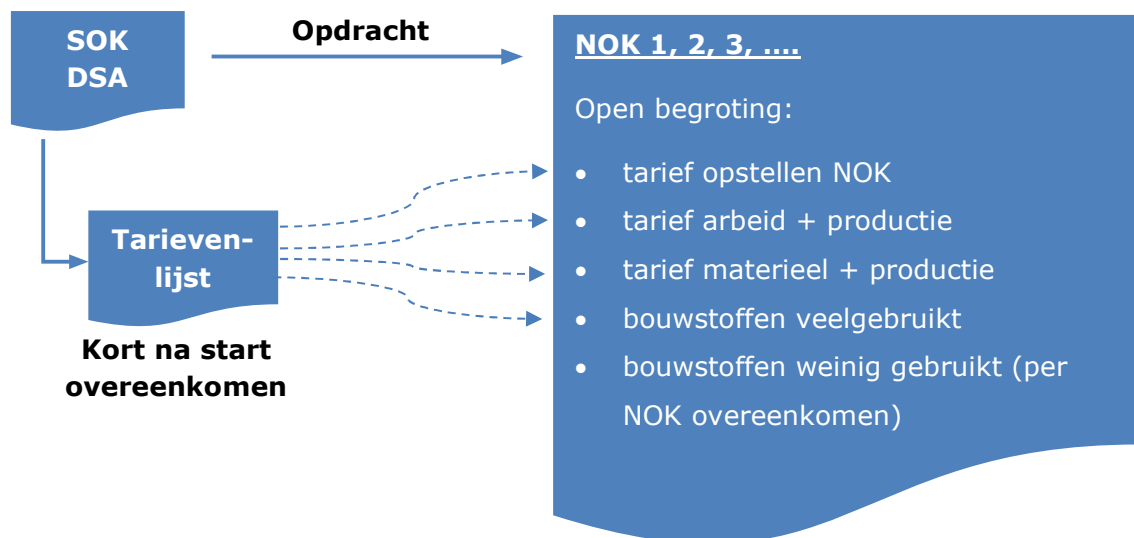 SOK
DSA
Opdracht
Tarieven-
lijst
Kort na start
overeenkomen
NOK 1, 2, 3, ….
Open begroting:
• tarief opstellen NOK
• tarief arbeid + productie
• tarief materieel + productie
• bouwstoffen veelgebruikt
• bouwstoffen weinig gebruikt (per
NOK overeenkomen)